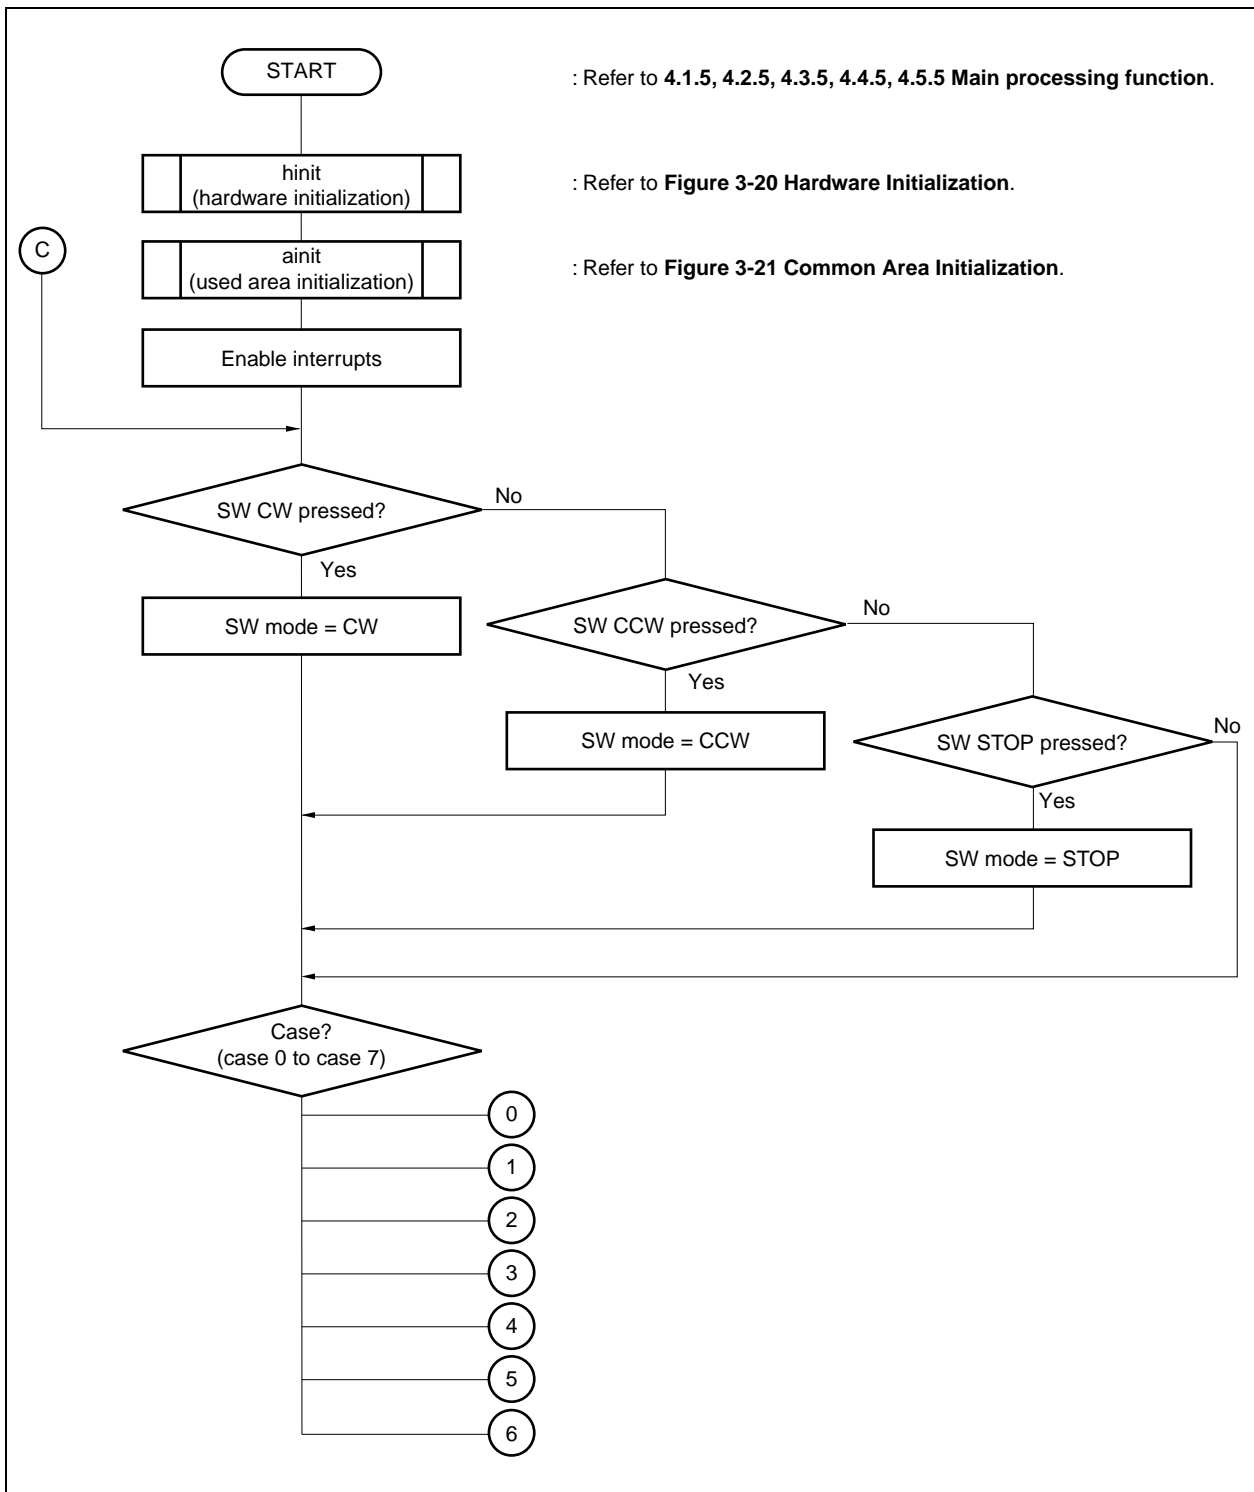 START
: Refer to 4.1.5, 4.2.5, 4.3.5, 4.4.5, 4.5.5 Main processing function.
hinit
(hardware initialization)
: Refer to Figure 3-20 Hardware Initialization.
C
ainit
(used area initialization)
: Refer to Figure 3-21 Common Area Initialization.
Enable interrupts
SW CW pressed?
No
Yes
SW mode = CW
SW CCW pressed?
No
Yes
SW mode = CCW
SW STOP pressed?
No
Yes
SW mode = STOP
Case?
(case 0 to case 7)
0
1
2
3
4
5
6